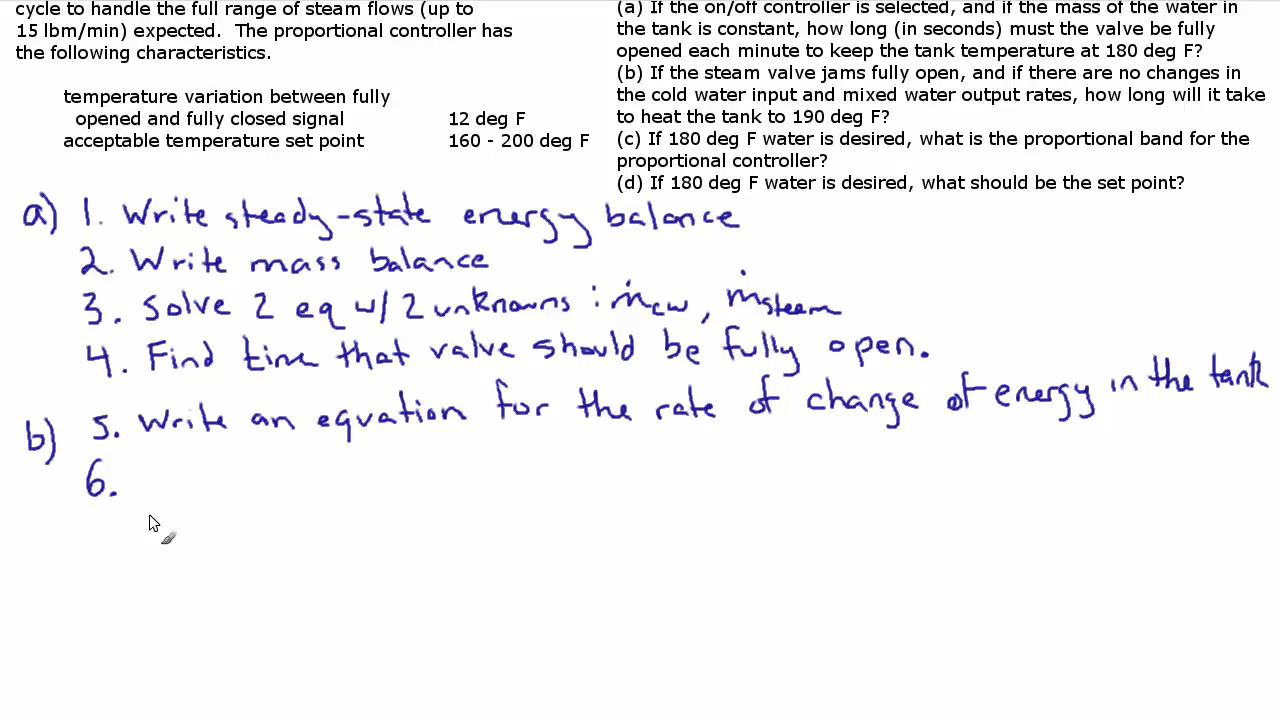 cycle to handle the full range of steam flows (up to
15 lbm/min) expected. The proportional controller has
the following characteristics.
temperature variation between fully
opened and fully closed signal 12 deg F
acceptable temperature set point 160 - 200 deg F
(a) If the on/off controller is selected, and if the mass of the water in
the tank is constant, how long (in seconds) must the valve be fully
opened each minute to keep the tank temperature at 180 deg F?
(b) If the steam valve jams fully open, and if there are no changes in
the cold water input and mixed water output rates, how long will it take
to heat the tank to 190 deg F?
(c) If 180 deg F water is desired, what is the proportional band for the
proportional controller?
(d) If 180 deg F water is desired, what should be the set point?
a) 1. Write steady-state energy balance
2. Write mass balance
3. Solve 2 eq w/ 2 unknowns : ṁcw, ṁsteam
4. Find time that valve should be fully open.
b) 5. Write an equation for the rate of change of energy in the tank
6.